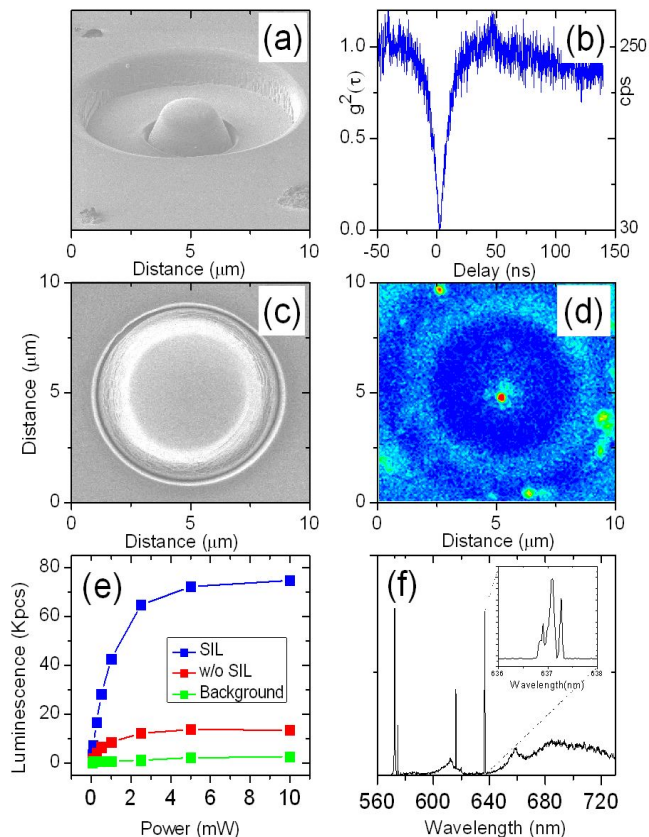 (a)
0
5
10
Distance (μm)
(b)
1.0
0.5
0.0
g²(τ)
250
30
cps
-50
0
50
100
150
Delay (ns)
(c)
10
5
0
Distance (μm)
0
5
10
Distance (μm)
(d)
0
5
10
Distance (μm)
(e)
80
60
40
20
0
Luminescence (Kpcs)
SIL
w/o SIL
Background
0
2
4
6
8
10
Power (mW)
(f)
636
637
638
Wavelength(nm)
560
600
640
680
720
Wavelength (nm)